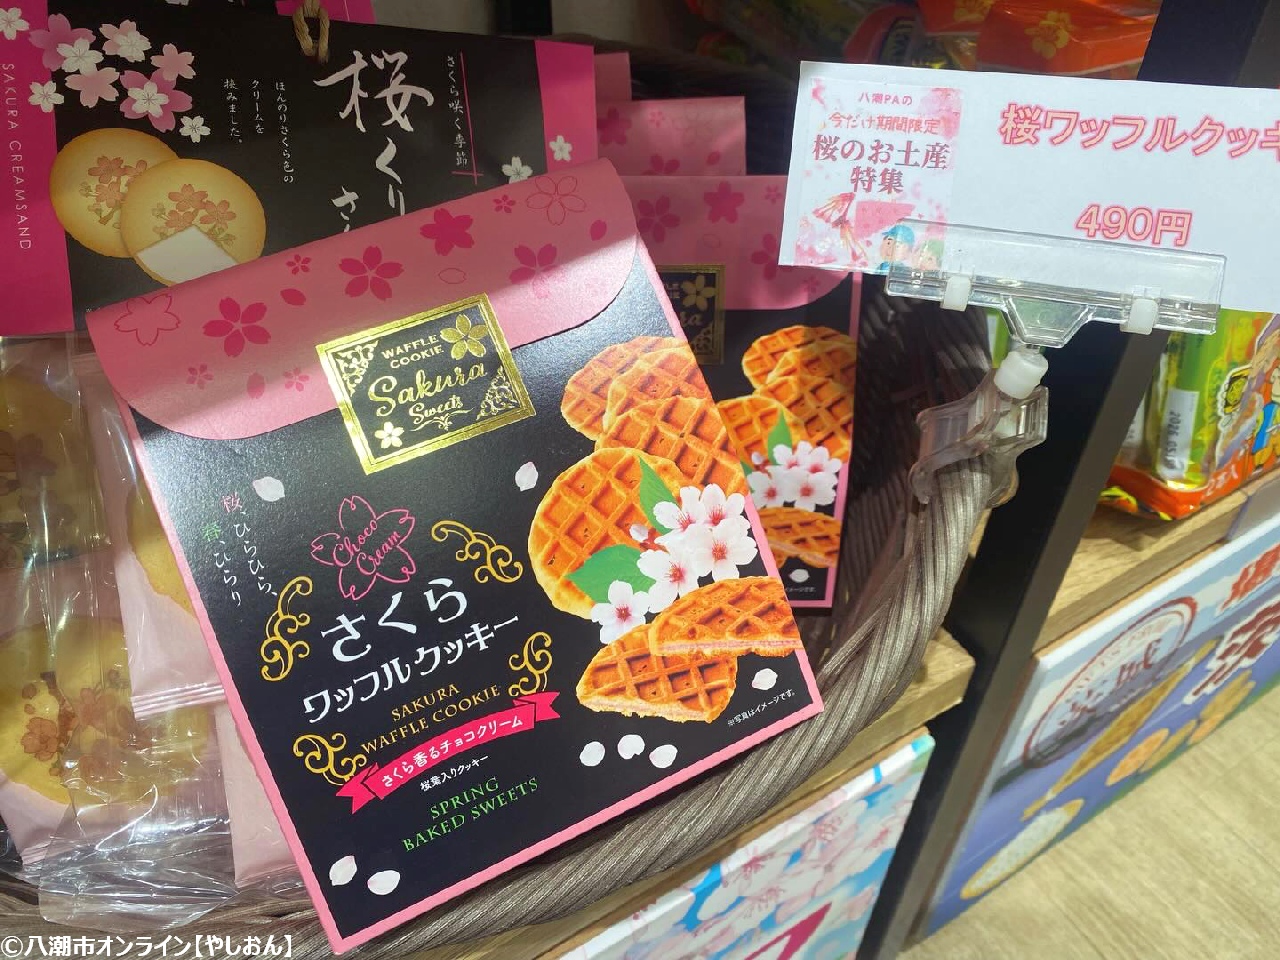 SAKURA CREAMSAND
さくら咲く季節
桜くり
さ
ほんのりさくら色の
クリームを
挟みました。
WAFFLE
COOKIE
Sakura
Sweets
桜、ひらひら、
春、ひらり
Choco
Cream
さくら
ワッフルクッキー
SAKURA
WAFFLE COOKIE
さくら香るチョコクリーム
桜葉入りクッキー
SPRING
BAKED SWEETS
※写真はイメージです。
八潮PAの
今だけ期間限定
桜のお土産
特集
桜ワッフルクッキ
490円
©八潮市オンライン【やしおん】